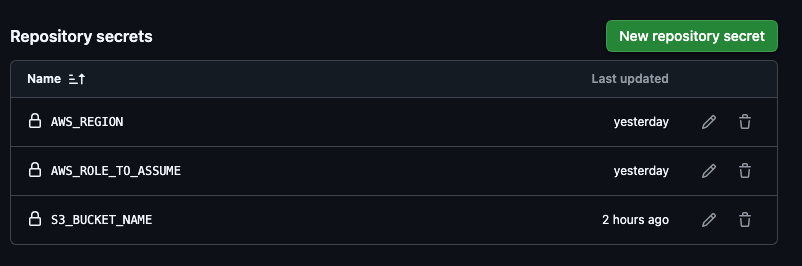 Repository secrets
New repository secret
Name
Last updated
AWS_REGION
yesterday
AWS_ROLE_TO_ASSUME
yesterday
S3_BUCKET_NAME
2 hours ago